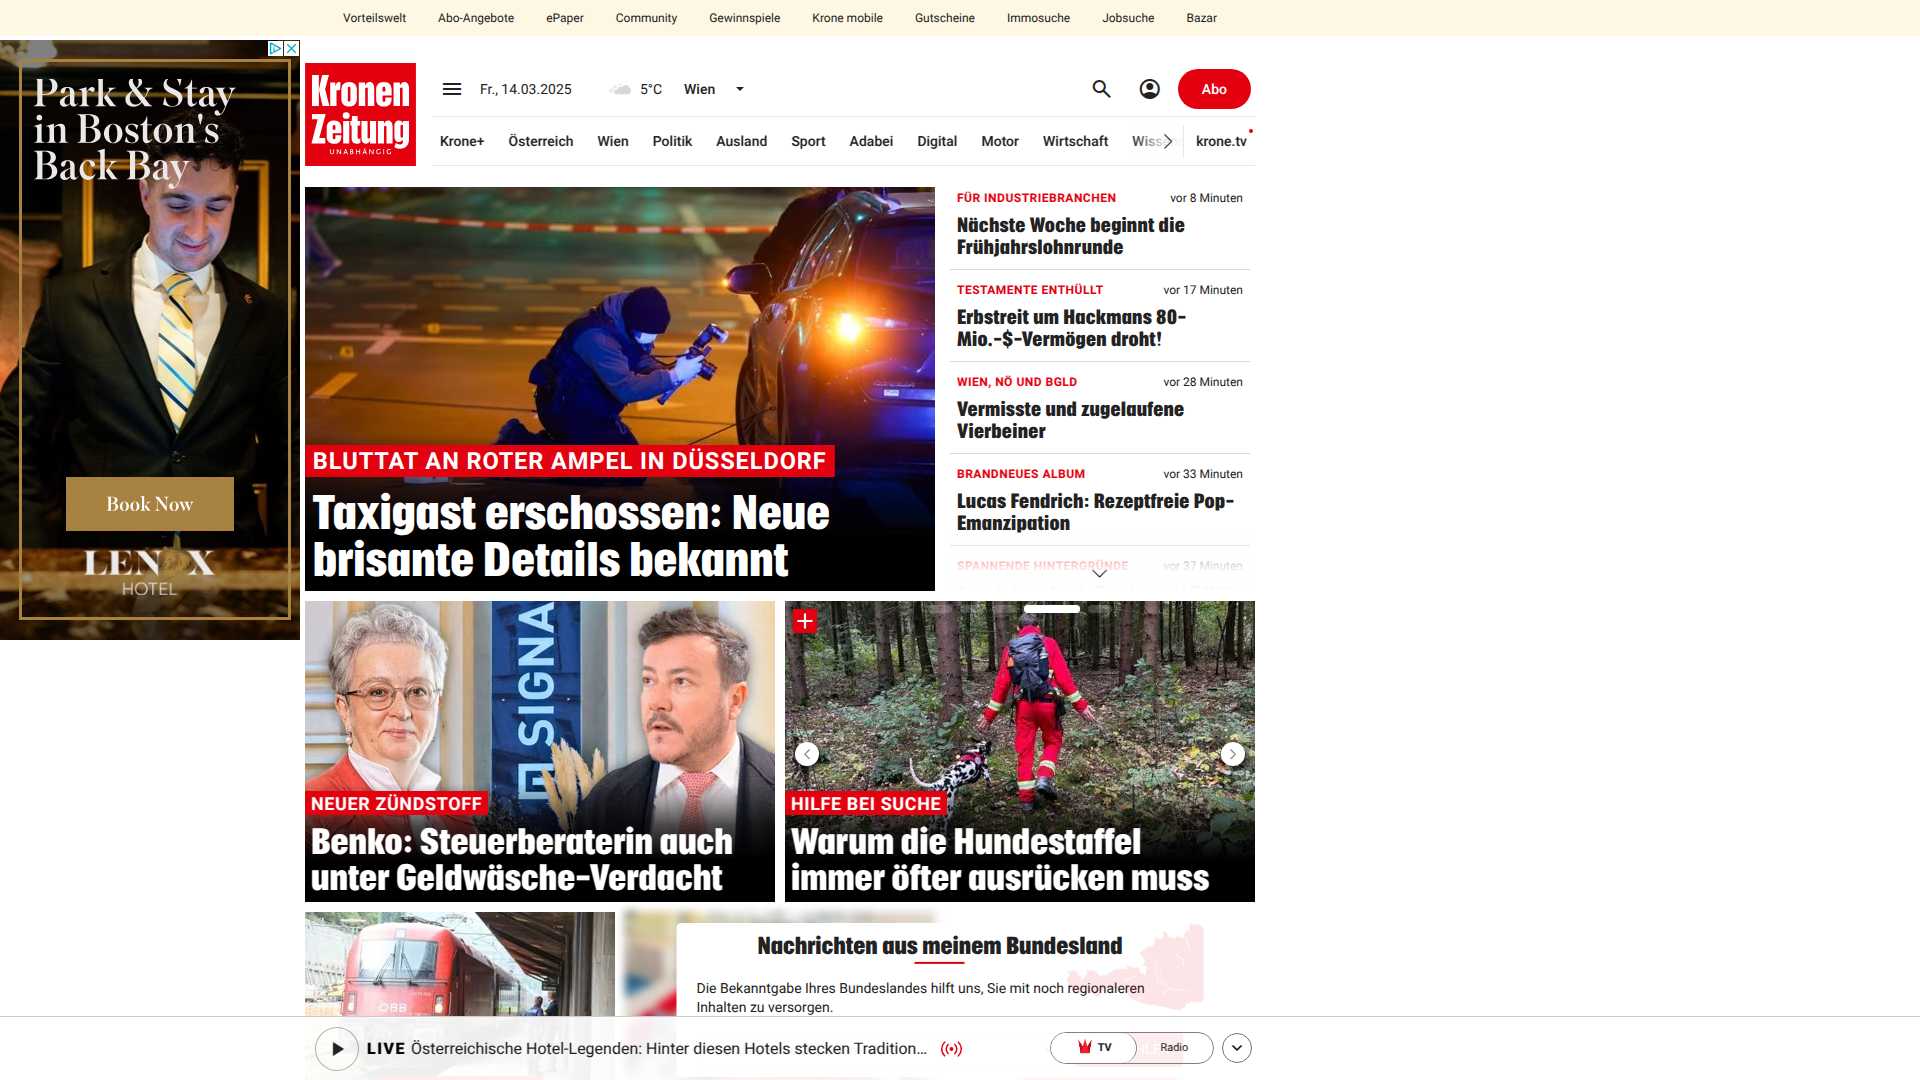 Vorteilswelt Abo-Angebote ePaper Community Gewinnspiele Krone mobile Gutscheine Immosuche Jobsuche Bazar
Park & Stay
in Boston's
Back Bay
Book Now
LENOX
HOTEL
Kronen
Zeitung
UNABHÄNGIG
Fr., 14.03.2025 5°C Wien
Abo
Krone+ Österreich Wien Politik Ausland Sport Adabei Digital Motor Wirtschaft Wiss krone.tv
BLUTTAT AN ROTER AMPEL IN DÜSSELDORF
Taxigast erschossen: Neue
brisante Details bekannt
FÜR INDUSTRIEBRANCHEN vor 8 Minuten
Nächste Woche beginnt die
Frühjahrslohnrunde
TESTAMENTE ENTHÜLLT vor 17 Minuten
Erbstreit um Hackmans 80-
Mio.-$-Vermögen droht!
WIEN, NÖ UND BGLD vor 28 Minuten
Vermisste und zugelaufene
Vierbeiner
BRANDNEUES ALBUM vor 33 Minuten
Lucas Fendrich: Rezeptfreie Pop-
Emanzipation
SPANNENDE HINTERGRÜNDE vor 37 Minuten
SIGNA
NEUER ZÜNDSTOFF
Benko: Steuerberaterin auch
unter Geldwäsche-Verdacht
HILFE BEI SUCHE
Warum die Hundestaffel
immer öfter ausrücken muss
ÖBB
Nachrichten aus meinem Bundesland
Die Bekanntgabe Ihres Bundeslandes hilft uns, Sie mit noch regionaleren
Inhalten zu versorgen.
LIVE Österreichische Hotel-Legenden: Hinter diesen Hotels stecken Tradition...
TV Radio